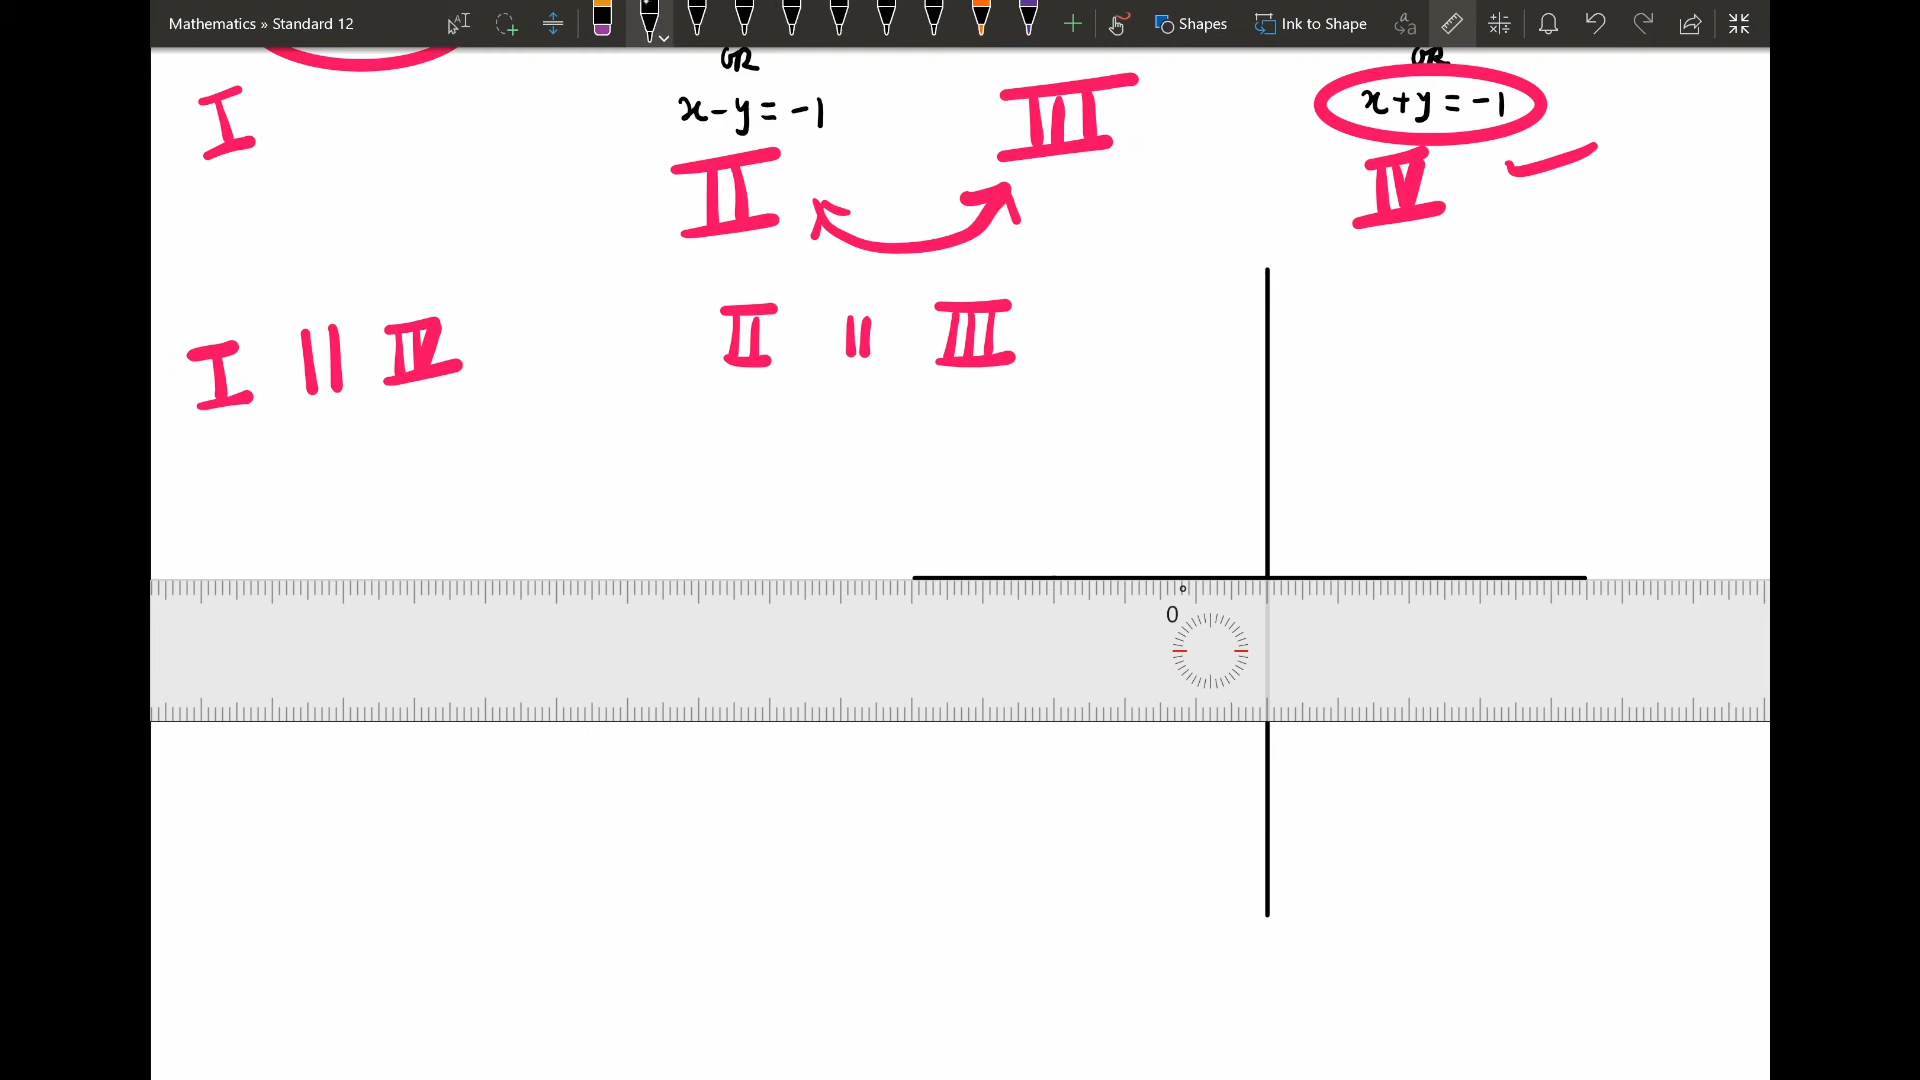 Mathematics » Standard 12
Shapes
Ink to Shape
OR
OR
x - y = -1
x + y = -1
I
II
III
IV
I || IV
II || III
0°